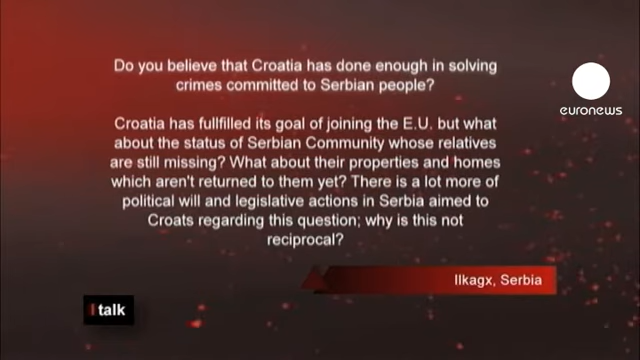 Do you believe that Croatia has done enough in solving
crimes committed to Serbian people?
Croatia has fullfilled its goal of joining the E.U. but what
about the status of Serbian Community whose relatives
are still missing? What about their properties and homes
which aren't returned to them yet? There is a lot more of
political will and legislative actions in Serbia aimed to
Croats regarding this question; why is this not
reciprocal?
euronews
Ilkagx, Serbia
I talk